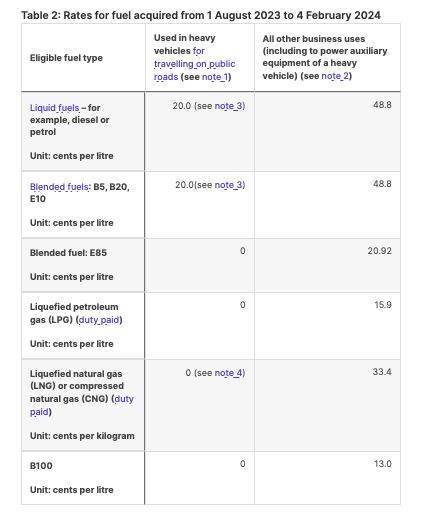 Table 2: Rates for fuel acquired from 1 August 2023 to 4 February 2024
Eligible fuel type
Used in heavy
vehicles for
travelling on public
roads (see note 1)
All other business uses
(including to power auxiliary
equipment of a heavy
vehicle) (see note 2)
Liquid fuels – for
example, diesel or
petrol
Unit: cents per litre
20.0 (see note 3)
48.8
Blended fuels: B5, B20,
E10
Unit: cents per litre
20.0(see note 3)
48.8
Blended fuel: E85
Unit: cents per litre
0
20.92
Liquefied petroleum
gas (LPG) (duty paid)
Unit: cents per litre
0
15.9
Liquefied natural gas
(LNG) or compressed
natural gas (CNG) (duty
paid)
Unit: cents per kilogram
0 (see note 4)
33.4
B100
Unit: cents per litre
0
13.0